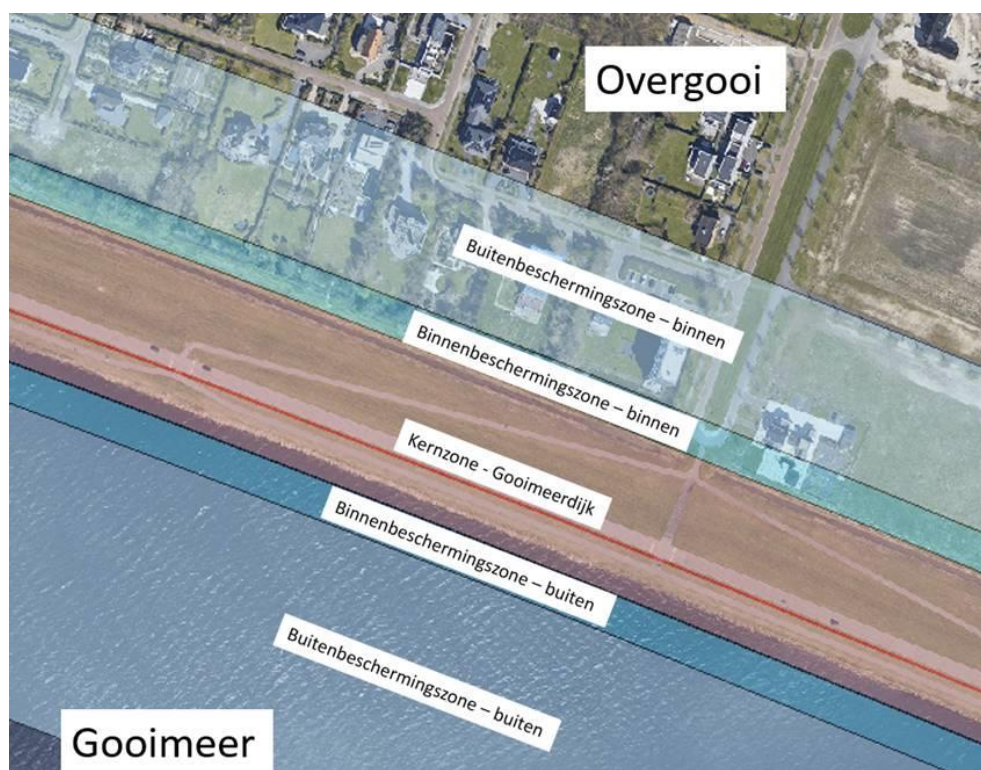 Overgooi
Buitenbeschermingszone – binnen
Binnenbeschermingszone – binnen
Kernzone - Gooimeerdijk
Binnenbeschermingszone – buiten
Buitenbeschermingszone – buiten
Gooimeer